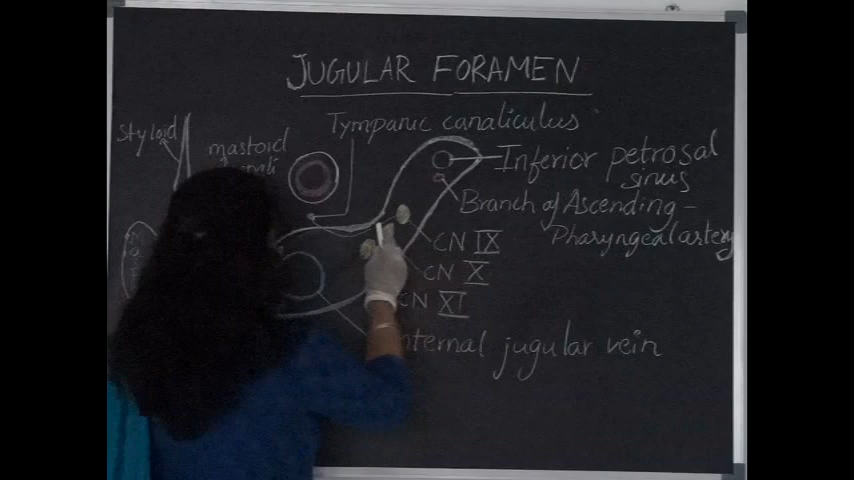 JUGULAR FORAMEN
Tympanic canaliculus
Styloid
mastoid
Inferior petrosal
sinus
Branch of Ascending -
Pharyngeal artery
CN IX
CN X
CN XI
Internal jugular vein